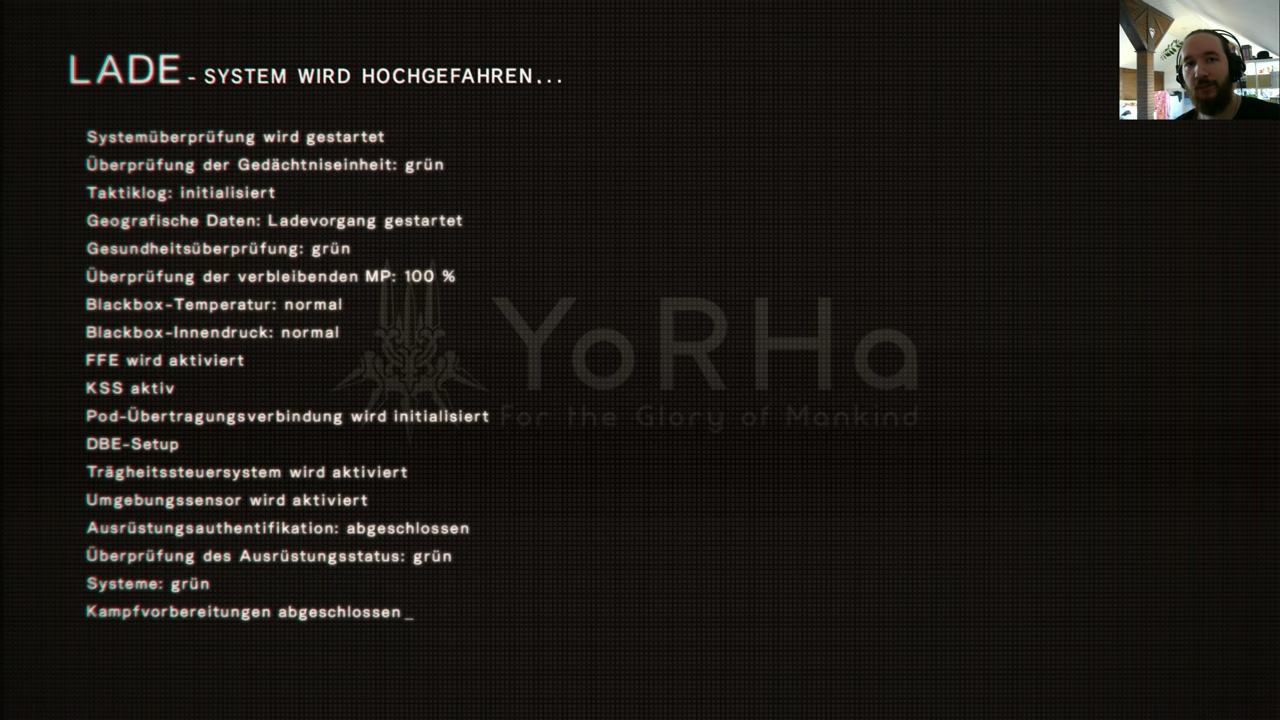 LADE - SYSTEM WIRD HOCHGEFAHREN...
Systemüberprüfung wird gestartet
Überprüfung der Gedächtniseinheit: grün
Taktiklog: initialisiert
Geografische Daten: Ladevorgang gestartet
Gesundheitsüberprüfung: grün
Überprüfung der verbleibenden MP: 100 %
Blackbox-Temperatur: normal
Blackbox-Innendruck: normal
FFE wird aktiviert
KSS aktiv
Pod-Übertragungsverbindung wird initialisiert
DBE-Setup
Trägheitssteuersystem wird aktiviert
Umgebungssensor wird aktiviert
Ausrüstungsauthentifikation: abgeschlossen
Überprüfung des Ausrüstungsstatus: grün
Systeme: grün
Kampfvorbereitungen abgeschlossen_
YoRHa
For the Glory of Mankind